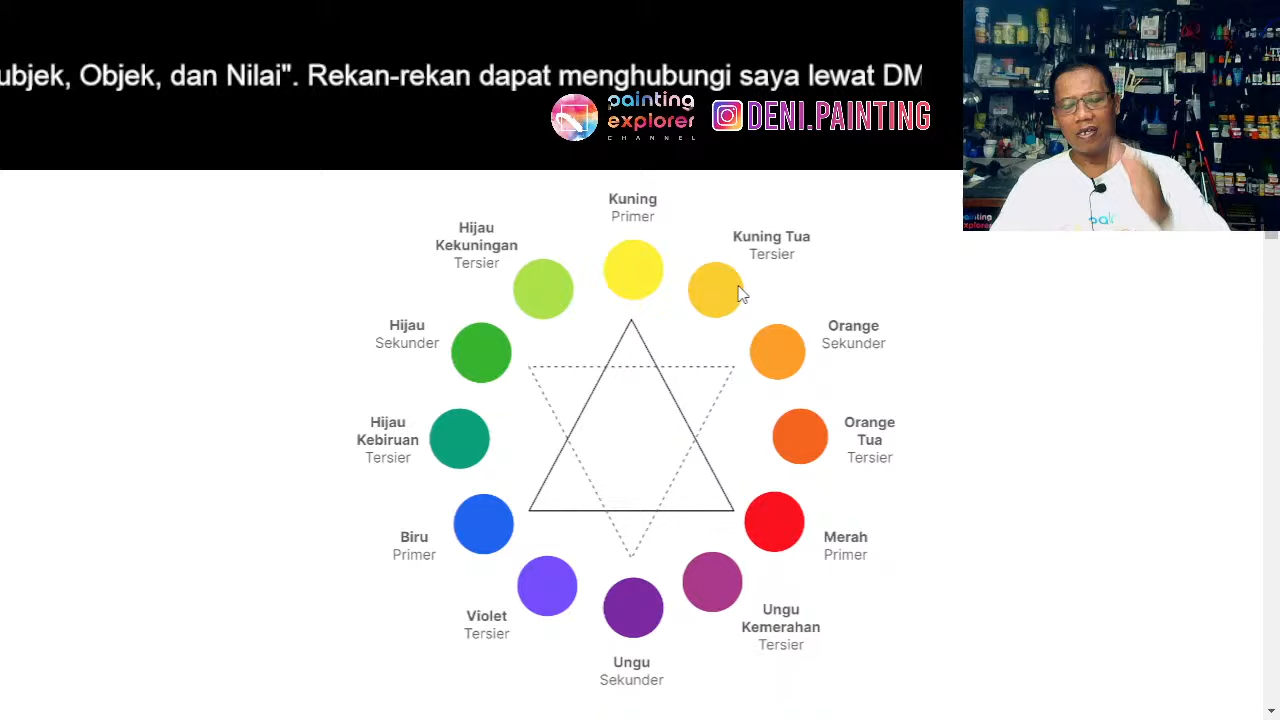 ubjek, Objek, dan Nilai". Rekan-rekan dapat menghubungi saya lewat DM
painting
explorer
CHANNEL
DENI.PAINTING
Kuning
Primer
Kuning Tua
Tersier
Hijau
Kekuningan
Tersier
Hijau
Sekunder
Orange
Sekunder
Hijau
Kebiruan
Tersier
Orange
Tua
Tersier
Biru
Primer
Merah
Primer
Violet
Tersier
Ungu
Kemerahan
Tersier
Ungu
Sekunder